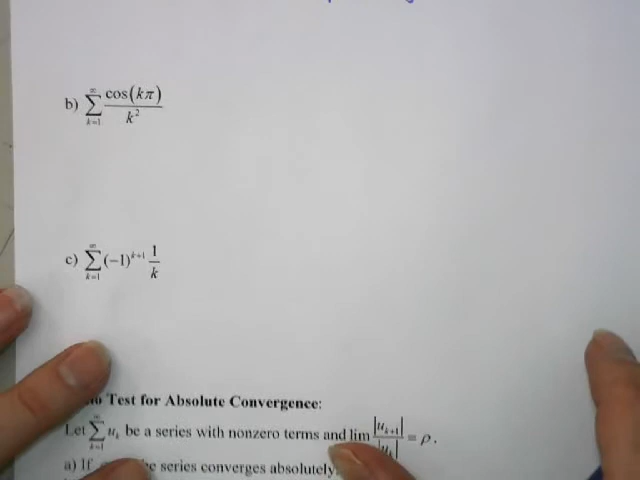 b) \sum_{k=1}^{\infty} \frac{\cos(k\pi)}{k^2}
c) \sum_{k=1}^{\infty} (-1)^{k+1} \frac{1}{k}
Test for Absolute Convergence:
Let \sum_{k=1}^{\infty} u_k be a series with nonzero terms and lim \frac{|u_{k+1}|}{|u_k|} = ρ.
a) If series converges absolutely